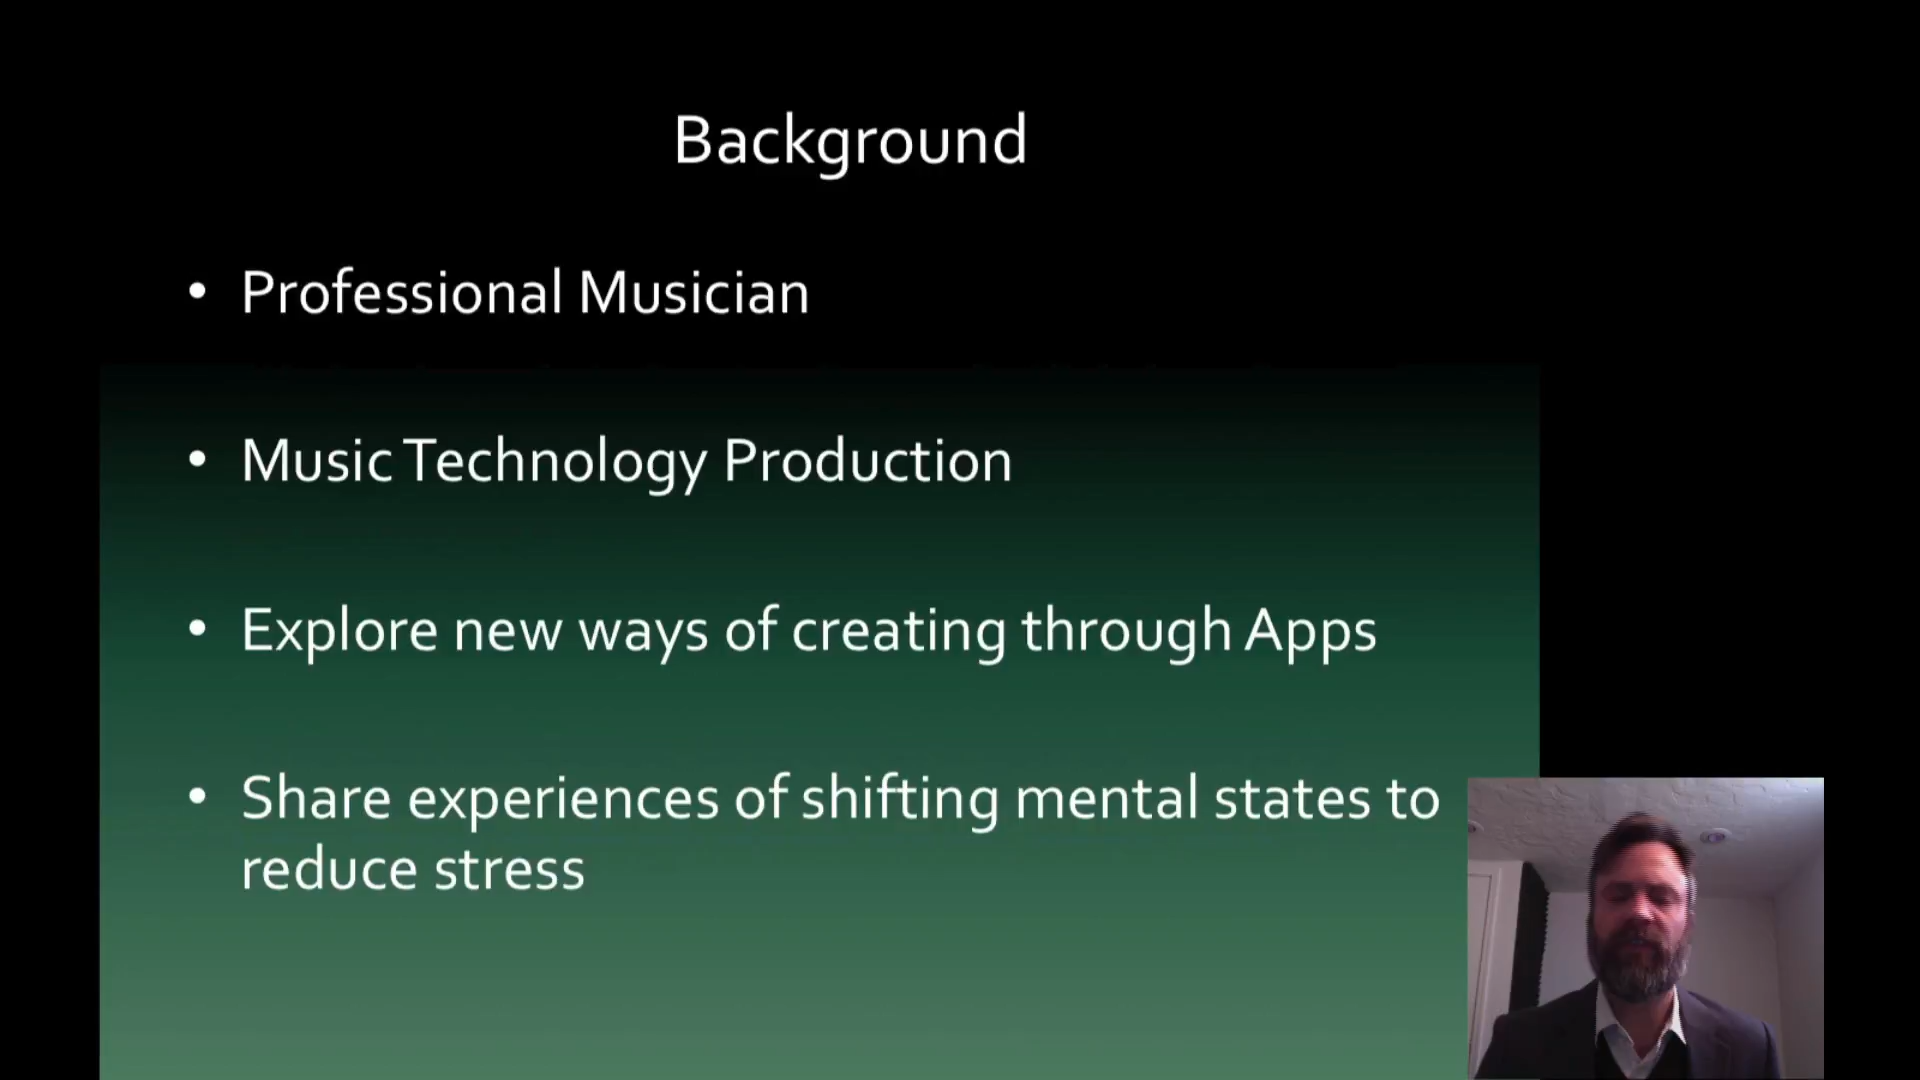 Background
• Professional Musician
• Music Technology Production
• Explore new ways of creating through Apps
• Share experiences of shifting mental states to
reduce stress